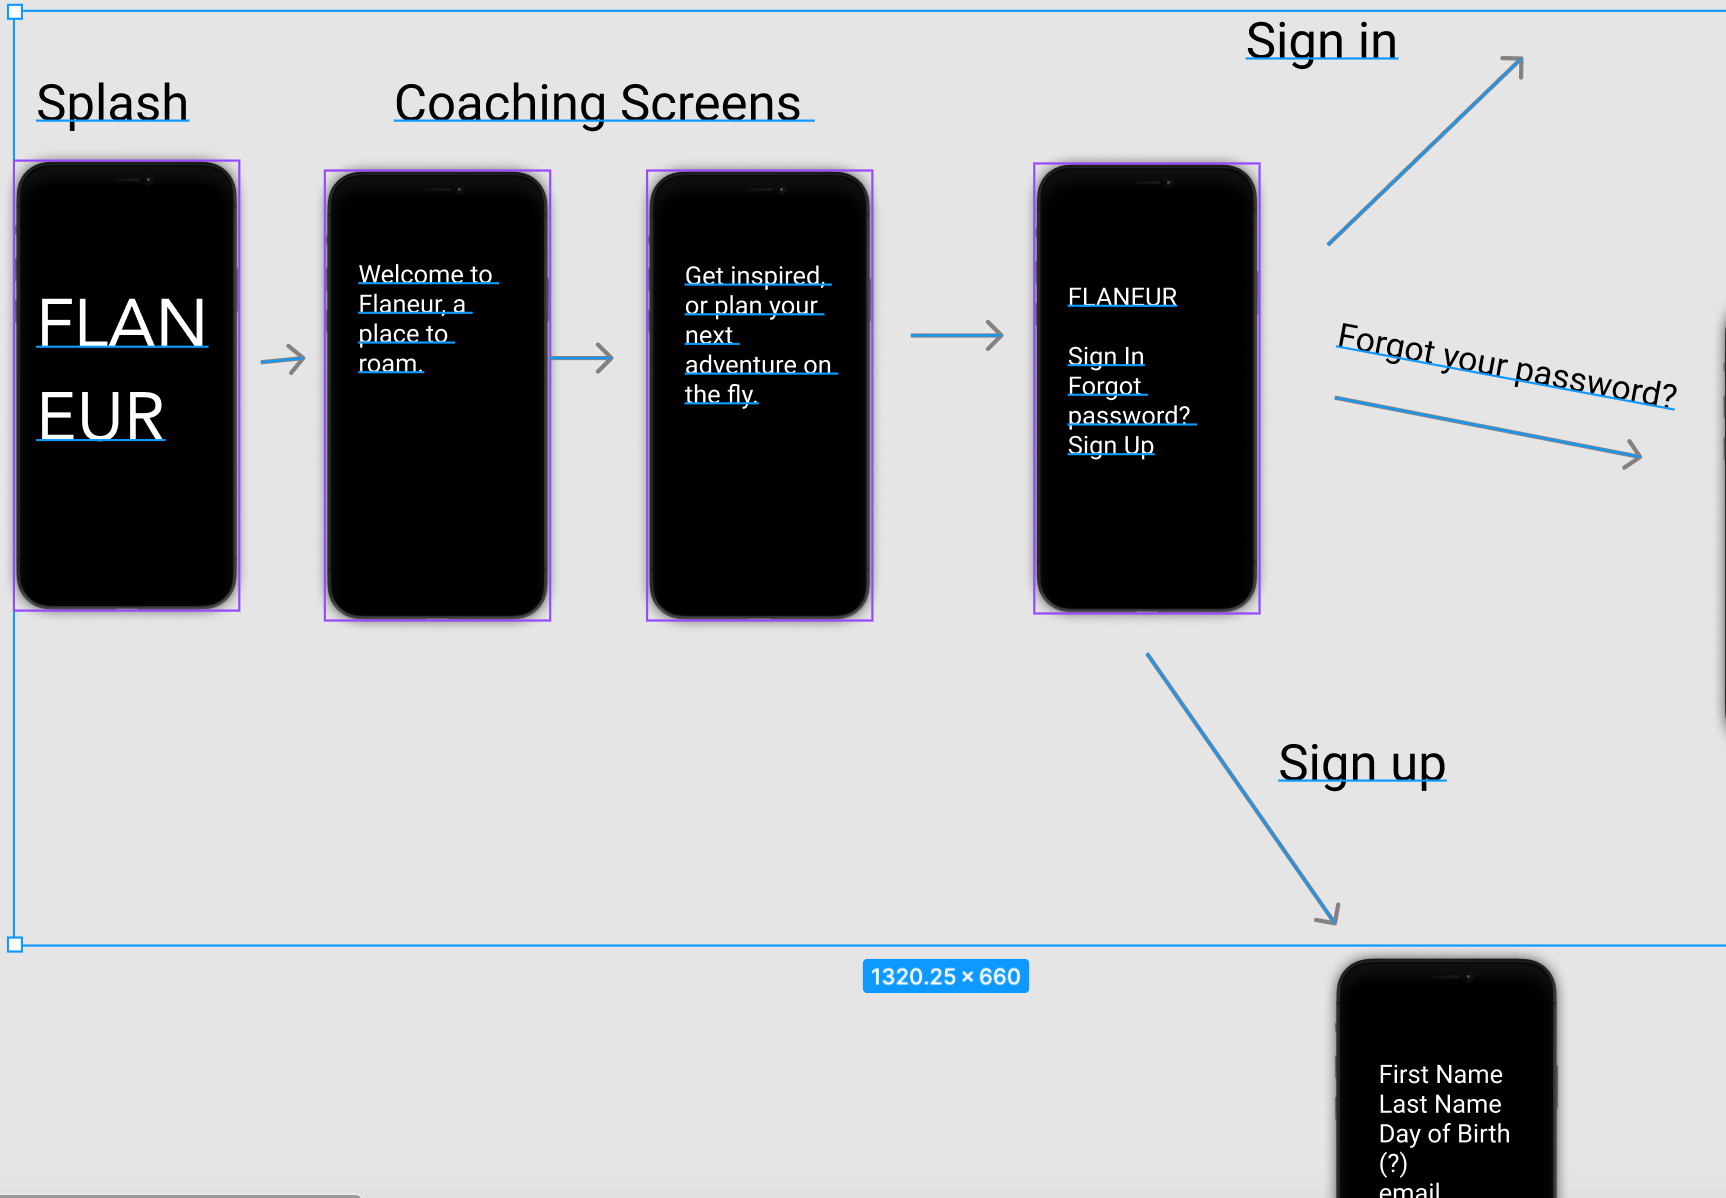 Sign in
Splash
Coaching Screens
FLAN
EUR
Welcome to
Flaneur, a
place to
roam.
Get inspired,
or plan your
next
adventure on
the fly.
FLANEUR
Sign In
Forgot
password?
Sign Up
Forgot your password?
Sign up
1320.25 × 660
First Name
Last Name
Day of Birth
(?)
email